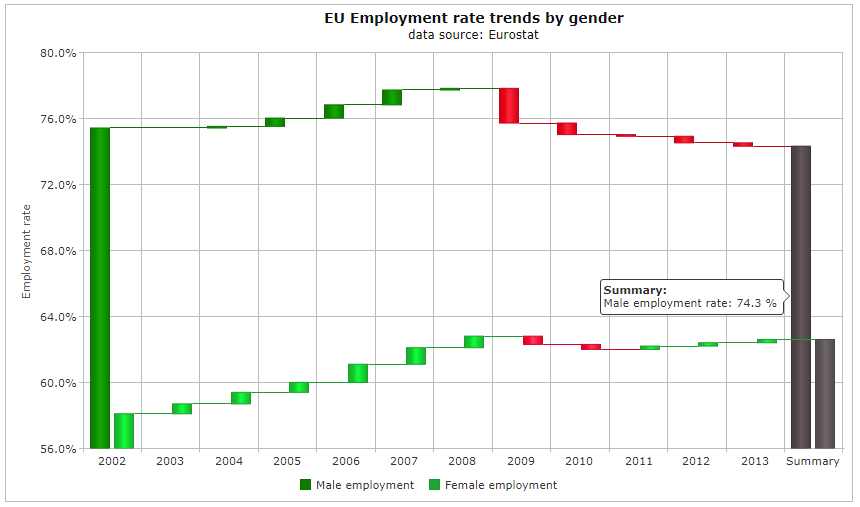 EU Employment rate trends by gender
data source: Eurostat
80.0%
76.0%
72.0%
68.0%
64.0%
60.0%
56.0%
Employment rate
Summary:
Male employment rate: 74.3 %
2002 2003 2004 2005 2006 2007 2008 2009 2010 2011 2012 2013 Summary
Male employment Female employment